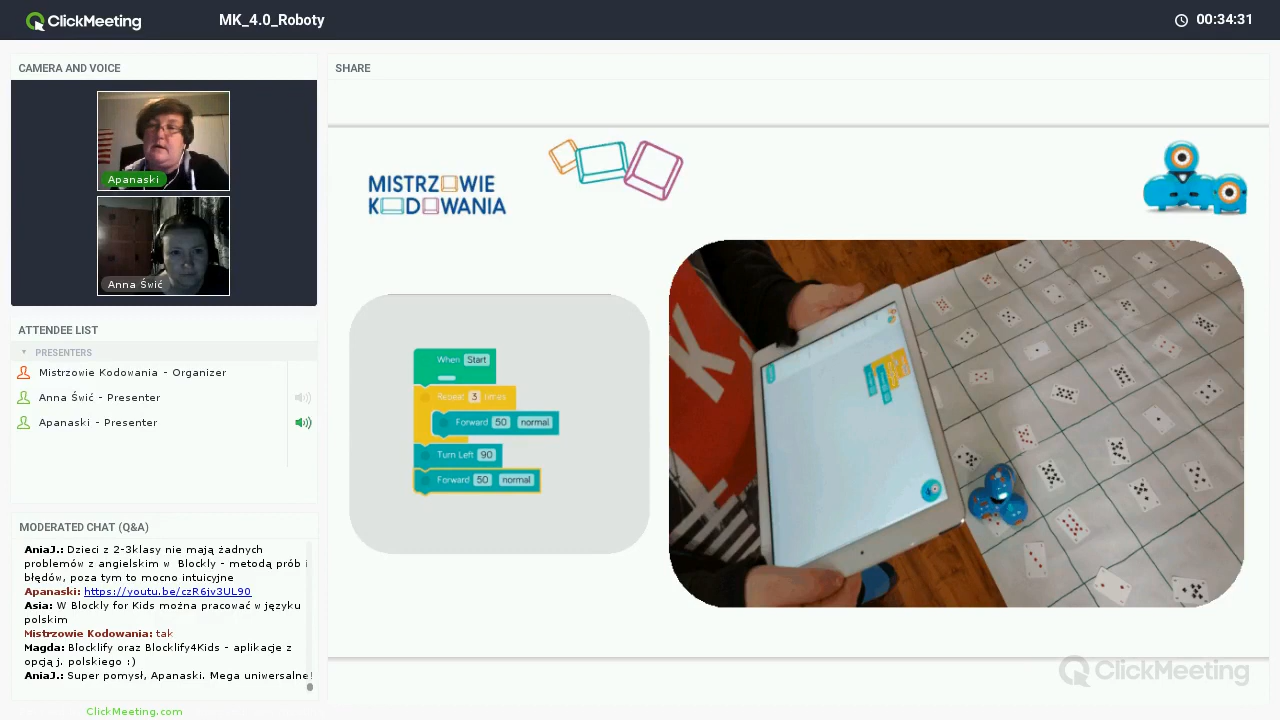 ClickMeeting
MK_4.0_Roboty
00:34:31
CAMERA AND VOICE
Apanaski
Anna Świć
ATTENDEE LIST
PRESENTERS
Mistrzowie Kodowania - Organizer
Anna Świć - Presenter
Apanaski - Presenter
MODERATED CHAT (Q&A)
AniaJ.: Dzieci z 2-3klasy nie mają żadnych
problemów z angielskim w Blockly - metodą prób i
błędów, poza tym to mocno intuicyjne
Apanaski: https://youtu.be/czR6jv3UL90
Asia: W Blockly for Kids można pracować w języku
polskim
Mistrzowie Kodowania: tak
Magda: Blocklify oraz Blocklify4Kids - aplikacje z
opcją j. polskiego :)
AniaJ.: Super pomysł, Apanaski. Mega uniwersalne!
ClickMeeting.com
SHARE
MISTRZOWIE
KODOWANIA
When Start
Repeat 3 times
Forward 50 normal
Turn Left 90
Forward 50 normal
ClickMeeting